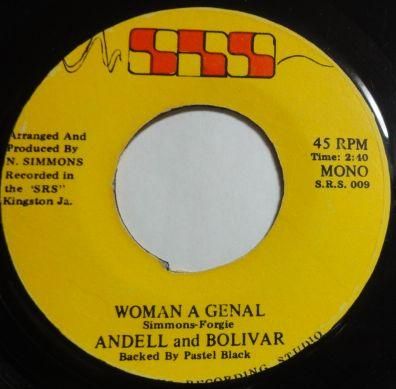 SRS
Arranged And
Produced By
N. SIMMONS
Recorded in
the 'SRS"
Kingston Ja.
45 RPM
Time: 2:40
MONO
S.R.S. 009
WOMAN A GENAL
Simmons-Forgie
ANDELL and BOLIVAR
Backed By Pastel Black
RECORDING STUDIO